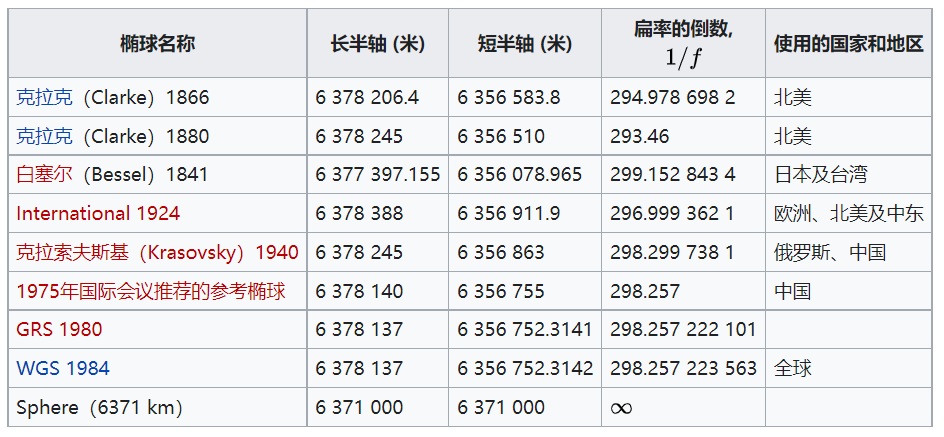 椭球名称 长半轴 (米) 短半轴 (米) 扁率的倒数, 1/f 使用的国家和地区
克拉克（Clarke）1866 6 378 206.4 6 356 583.8 294.978 698 2 北美
克拉克（Clarke）1880 6 378 245 6 356 510 293.46 北美
白塞尔（Bessel）1841 6 377 397.155 6 356 078.965 299.152 843 4 日本及台湾
International 1924 6 378 388 6 356 911.9 296.999 362 1 欧洲、北美及中东
克拉索夫斯基（Krasovsky）1940 6 378 245 6 356 863 298.299 738 1 俄罗斯、中国
1975年国际会议推荐的参考椭球 6 378 140 6 356 755 298.257 中国
GRS 1980 6 378 137 6 356 752.3141 298.257 222 101
WGS 1984 6 378 137 6 356 752.3142 298.257 223 563 全球
Sphere（6371 km） 6 371 000 6 371 000 ∞